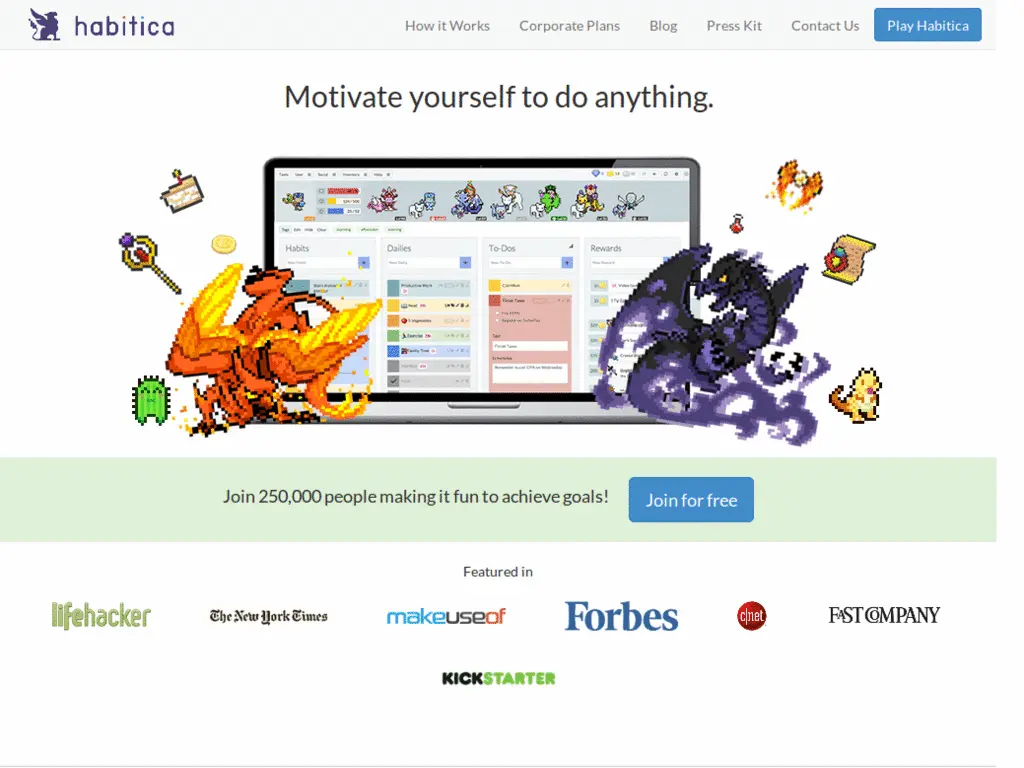 habitica
How it Works Corporate Plans Blog Press Kit Contact Us Play Habitica
Motivate yourself to do anything.
Habits Dailies To-Dos Rewards
Join 250,000 people making it fun to achieve goals! Join for free
Featured in
lifehacker The New York Times makeuseof Forbes c|net FAST COMPANY
KICKSTARTER